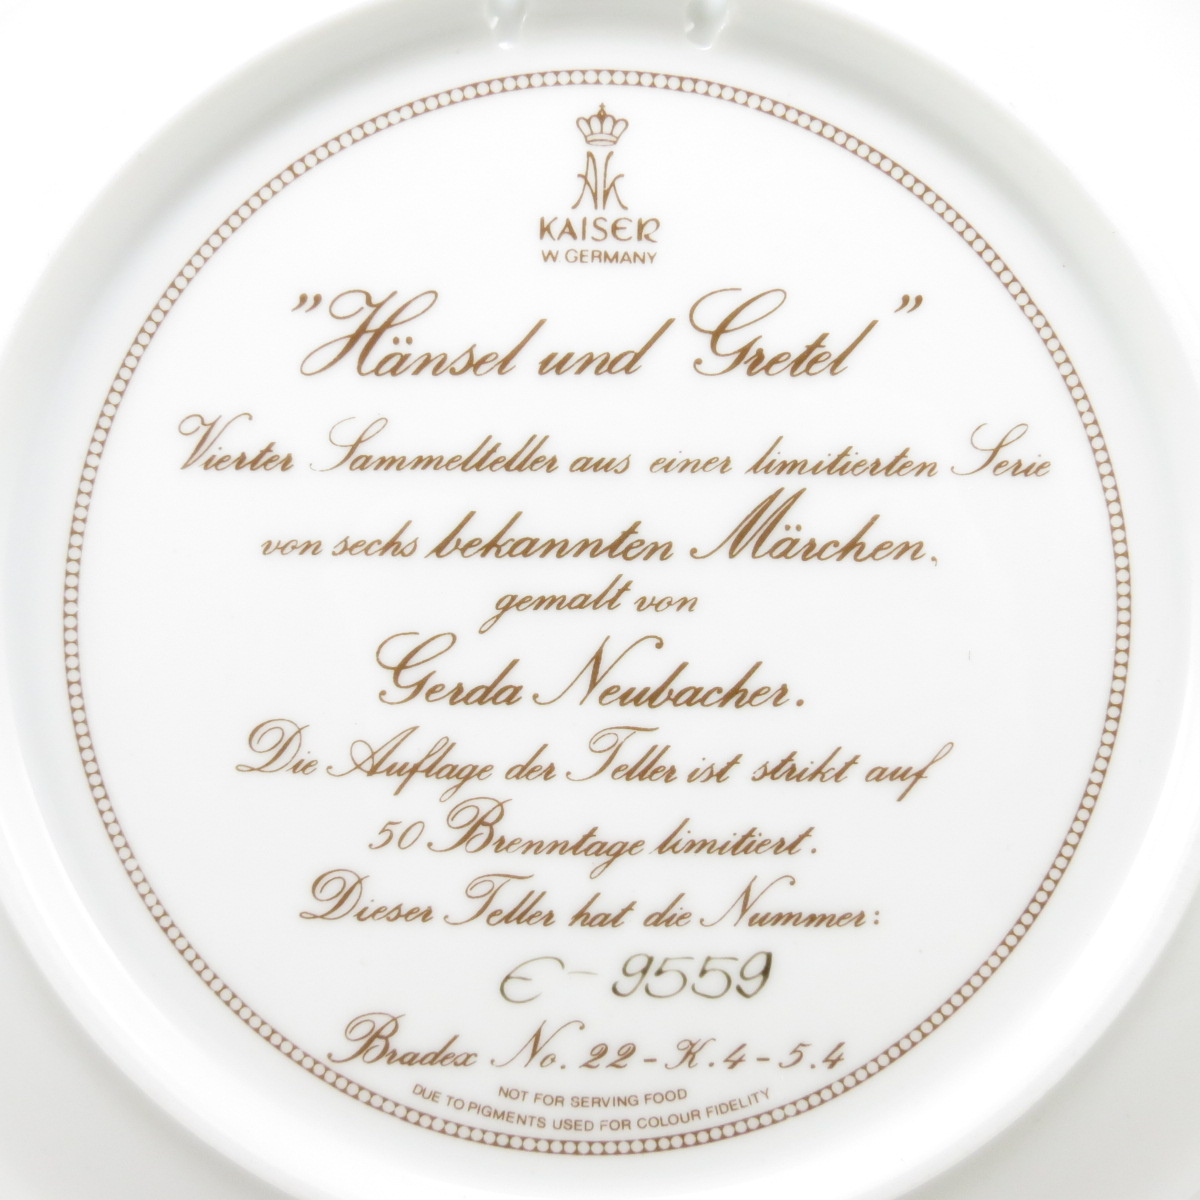 AK
KAISER
W GERMANY
"Hänsel und Gretel"
Vierter Sammelteller aus einer limitierten Serie
von sechs bekannten Märchen,
gemalt von
Gerda Neubacher.
Die Auflage der Teller ist strikt auf
50 Brenntage limitiert.
Dieser Teller hat die Nummer:
E - 9559
Bradex No. 22 - K.4 - 5.4
NOT FOR SERVING FOOD
DUE TO PIGMENTS USED FOR COLOUR FIDELITY